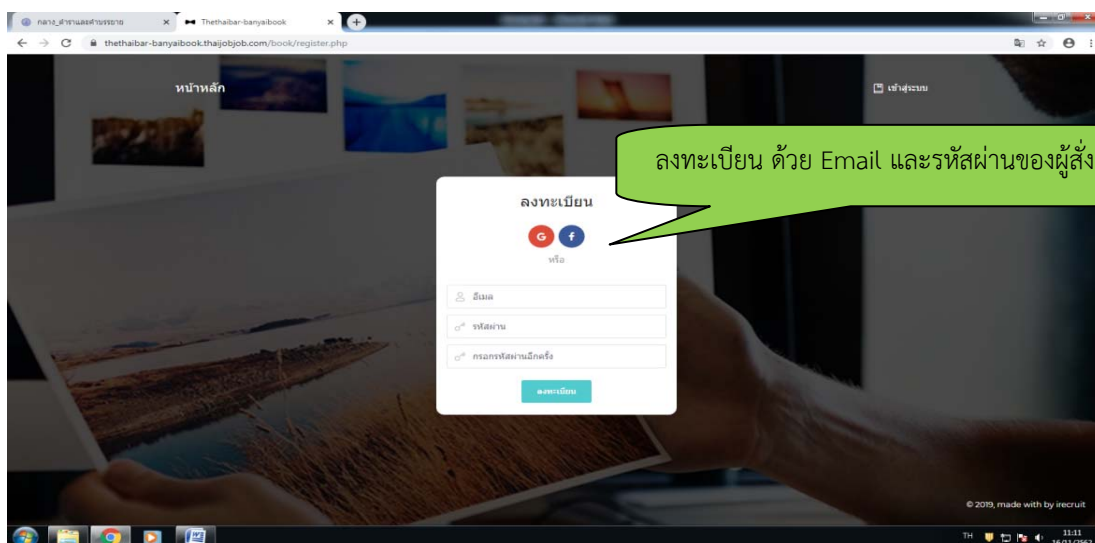 กลาง_ตำราและคำบรรยาย
Thethaibar-banyaibook
thethaibar-banyaibook.thaijobjob.com/book/register.php
หน้าหลัก
เข้าสู่ระบบ
ลงทะเบียน ด้วย Email และรหัสผ่านของผู้สั่ง
ลงทะเบียน
G f
หรือ
อีเมล
รหัสผ่าน
กรอกรหัสผ่านอีกครั้ง
ลงทะเบียน
© 2019, made with by irecruit
TH
11:11
16/11/2562